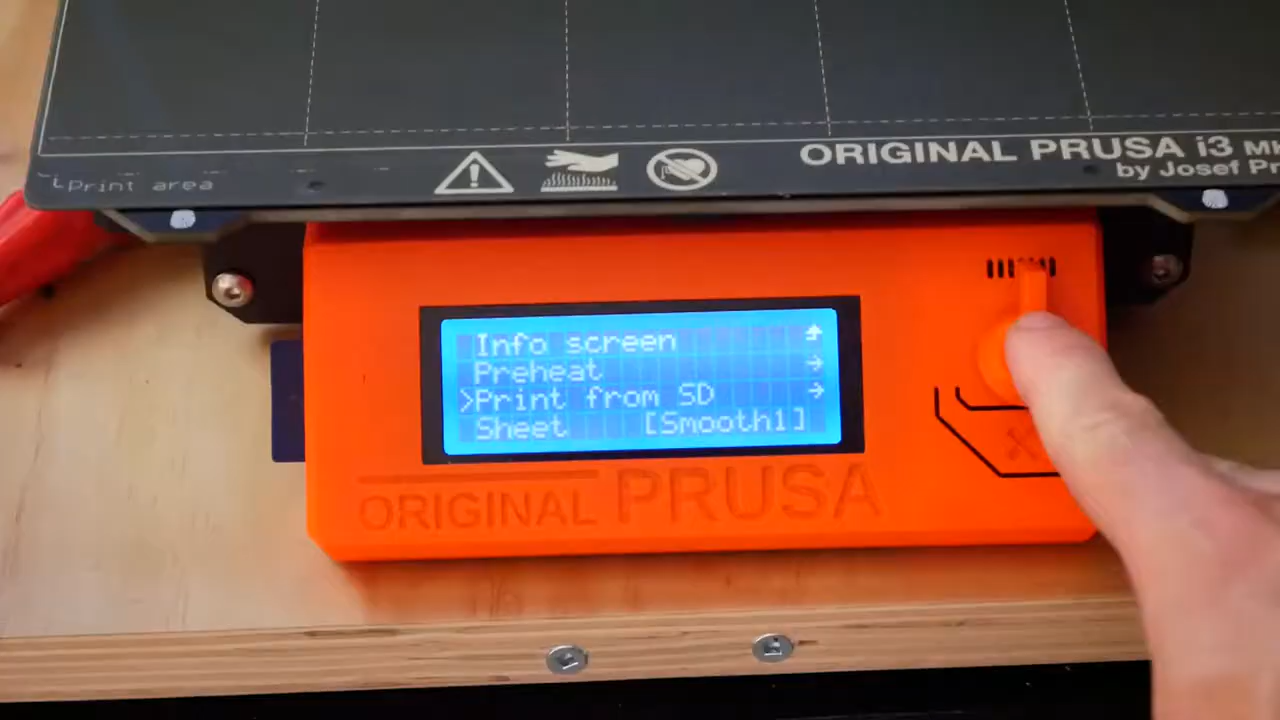 ORIGINAL PRUSA i3 MK
by Josef Pr
Print area
Info screen
Preheat
>Print from SD
Sheet [Smooth1]
ORIGINAL PRUSA